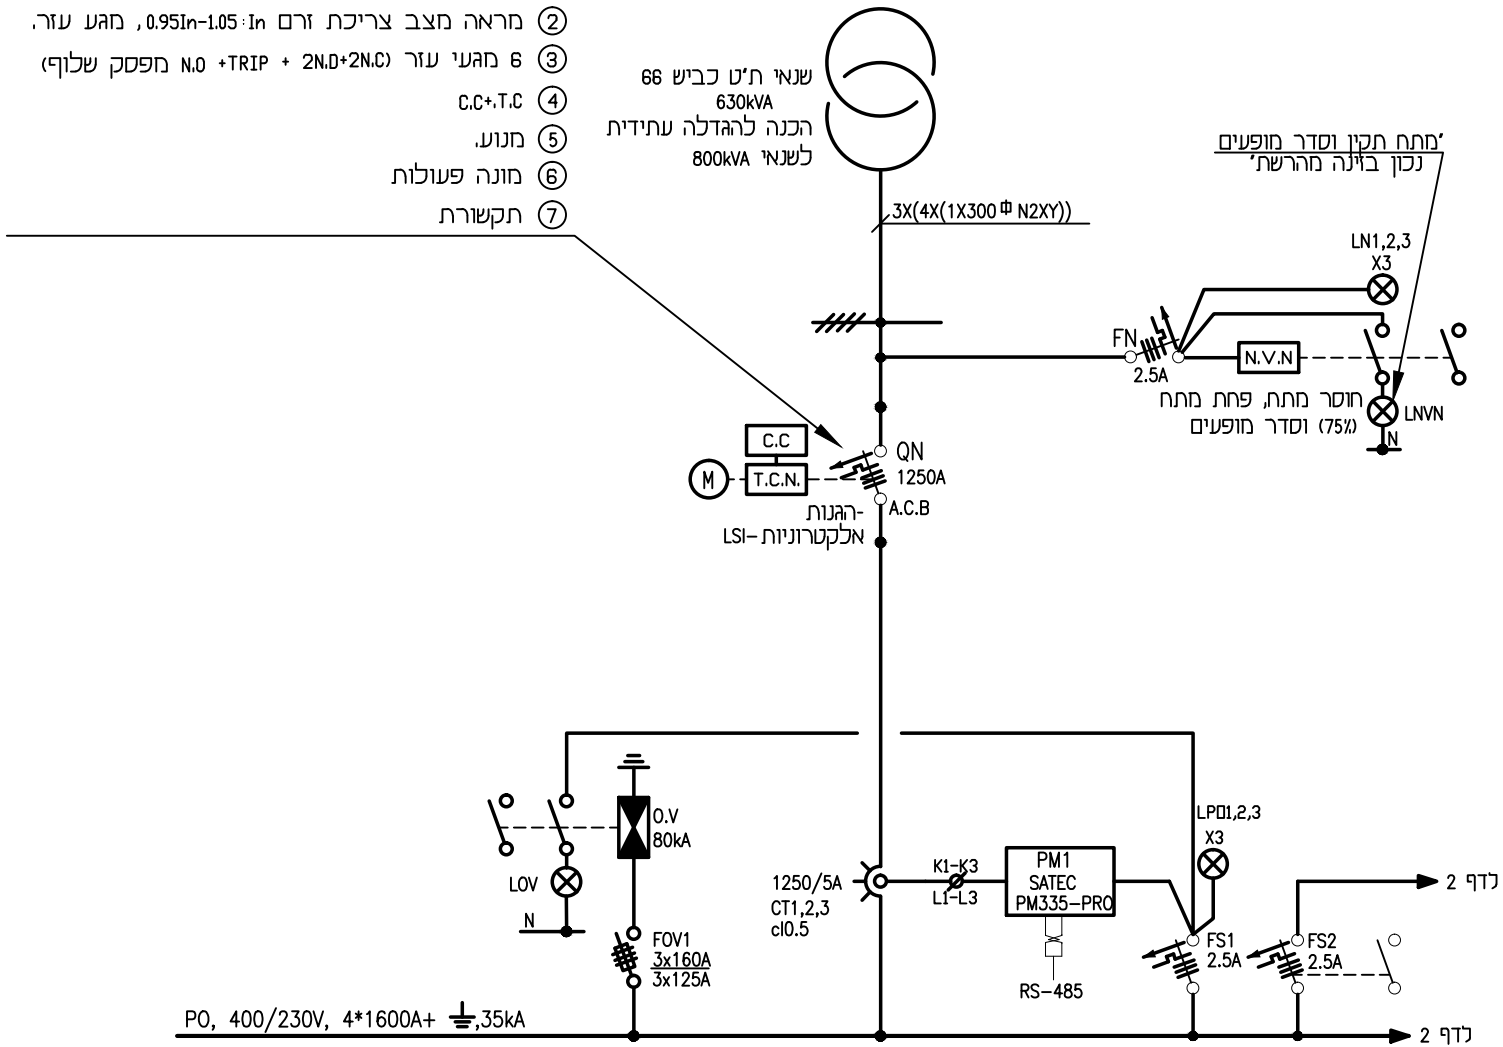 ② מראה מצב צריכת זרם 0.95In-1.05:In, מגע עזר.
③ 6 מגעי עזר (2N.O+2N.C + TRIP+ N.O מפסק שלוף)
④ C.C+.T.C
⑤ מנוע.
⑥ מונה פעולות
⑦ תקשורת
שנאי ח'ט כביש 66
630kVA
הכנה להגדלה עתידית
לשנאי 800kVA
3X(4X(1X300 N2XY))
"מתח תקין וסדר מופעים
נכון בזינה מהרשת"
LN1,2,3
X3
FN
2.5A
N.V.N
חוסר מתח, פחת מתח
(75%) וסדר מופעים
LNVN
N
C.C
M
T.C.N.
QN
1250A
A.C.B
הגנות-
אלקטרוניות-LSI
O.V
80kA
LOV
N
FOV1
3x160A
3x125A
1250/5A
CT1,2,3
cl0.5
K1-K3
L1-L3
PM1
SATEC
PM335-PRO
RS-485
LPO1,2,3
X3
FS1
2.5A
FS2
2.5A
לדף 2
PO, 400/230V, 4*1600A+ ⏚,35kA
לדף 2